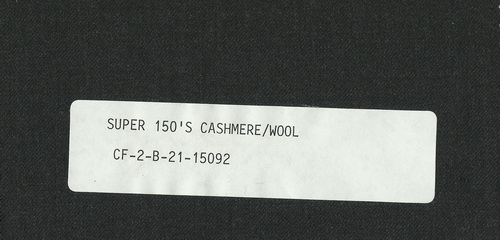 SUPER 150'S CASHMERE/WOOL
CF-2-B-21-15092